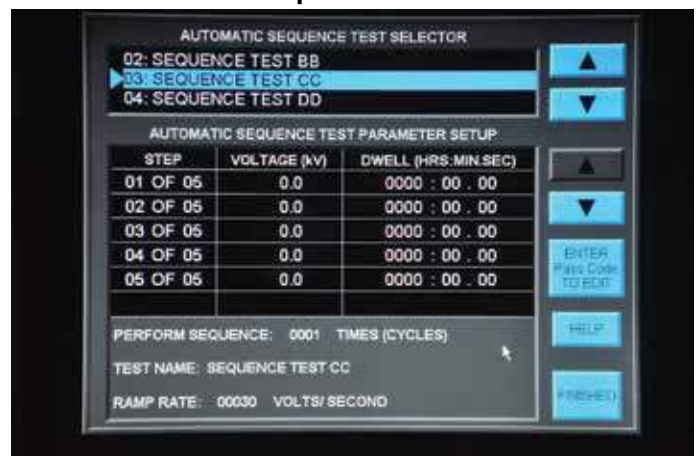 AUTOMATIC SEQUENCE TEST SELECTOR
02: SEQUENCE TEST BB
03: SEQUENCE TEST CC
04: SEQUENCE TEST DD
AUTOMATIC SEQUENCE TEST PARAMETER SETUP
STEP VOLTAGE (kV) DWELL (HRS:MIN.SEC)
01 OF 05 0.0 0000 : 00 . 00
02 OF 05 0.0 0000 : 00 . 00
03 OF 05 0.0 0000 : 00 . 00
04 OF 05 0.0 0000 : 00 . 00
05 OF 05 0.0 0000 : 00 . 00
ENTER
Pass Code
TO EDIT
PERFORM SEQUENCE: 0001 TIMES (CYCLES)
HELP
TEST NAME: SEQUENCE TEST CC
RAMP RATE: 00030 VOLTS/SECOND
FINISHED